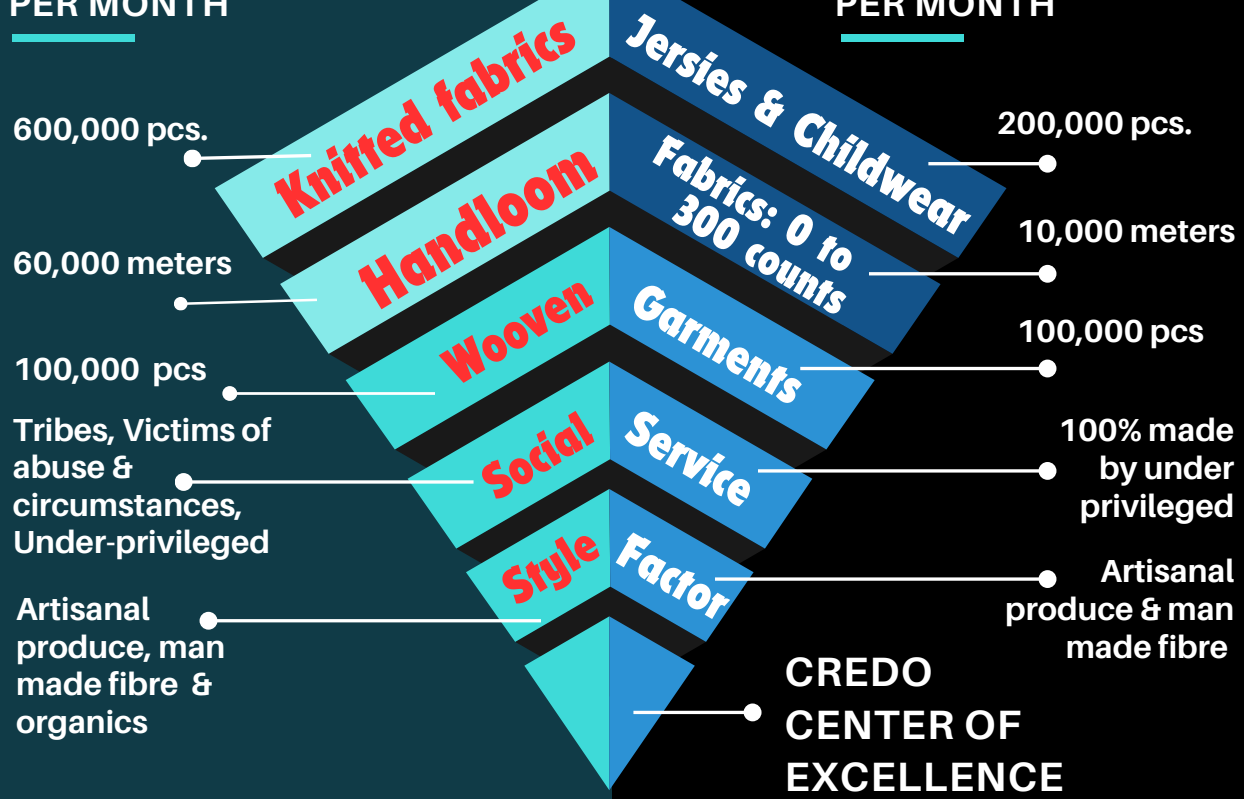 PER MONTH
PER MONTH
Knitted fabrics
Jersies & Childwear
600,000 pcs.
200,000 pcs.
Handloom
Fabrics: 0 to
300 counts
60,000 meters
10,000 meters
Wooven
Garments
100,000 pcs
100,000 pcs
Social
Service
Tribes, Victims of
abuse &
circumstances,
Under-privileged
100% made
by under
privileged
Style
Factor
Artisanal
produce, man
made fibre &
organics
Artisanal
produce & man
made fibre
CREDO
CENTER OF
EXCELLENCE